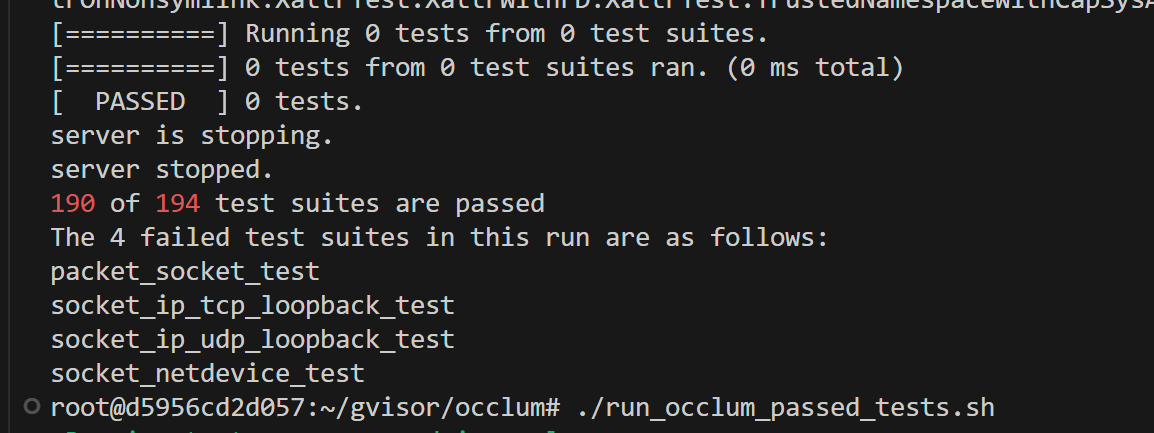 [==========] Running 0 tests from 0 test suites.
[==========] 0 tests from 0 test suites ran. (0 ms total)
[  PASSED  ] 0 tests.
server is stopping.
server stopped.
190 of 194 test suites are passed
The 4 failed test suites in this run are as follows:
packet_socket_test
socket_ip_tcp_loopback_test
socket_ip_udp_loopback_test
socket_netdevice_test
root@d5956cd2d057:~/gvisor/occlum# ./run_occlum_passed_tests.sh